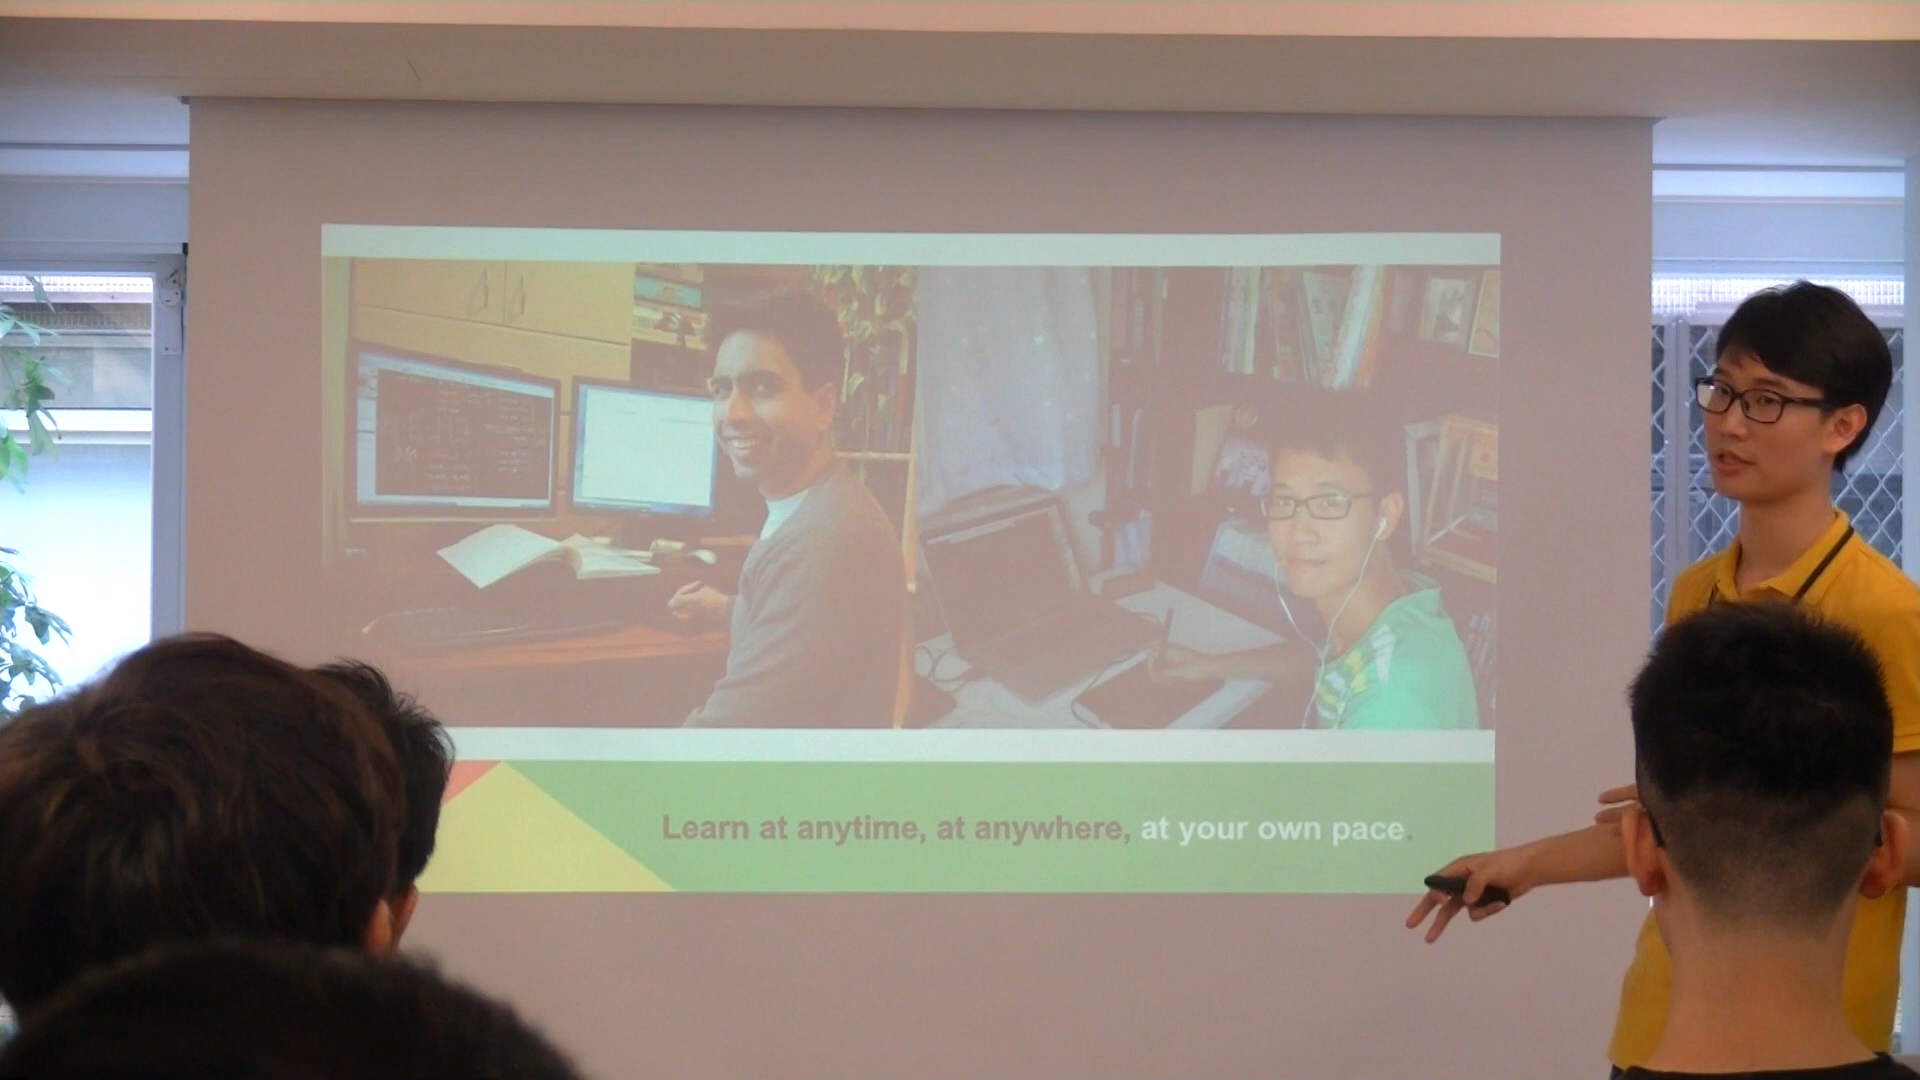 Learn at anytime, at anywhere, at your own pace.